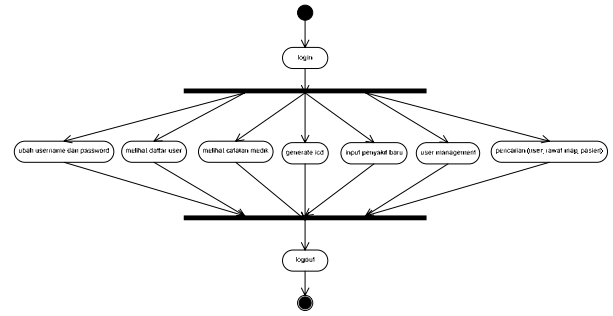 login
ubah username dan password
melihat daftar user
melihat catatan medik
generate icd
input penyakit baru
user management
pencarian (user, rawat inap, pasien)
logout